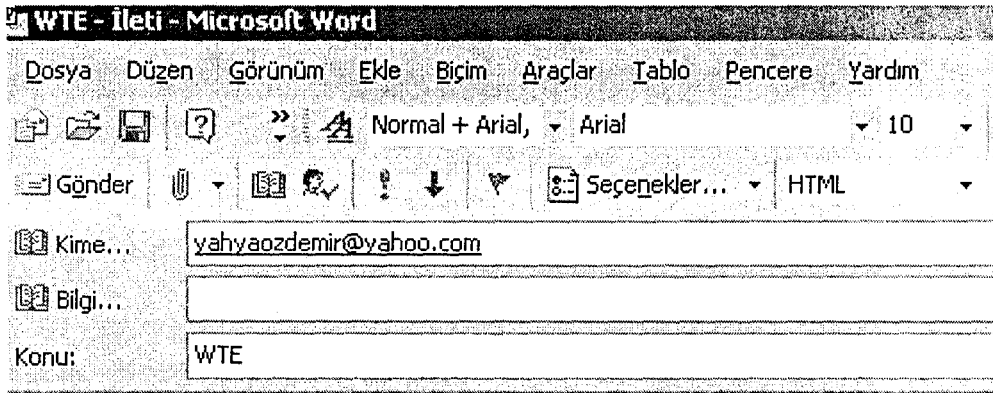 WTE - İleti - Microsoft Word
Dosya Düzen Görünüm Ekle Biçim Araçlar Tablo Pencere Yardım
Normal + Arial, Arial 10
Gönder Seçenekler... HTML
Kime... yahyaozdemir@yahoo.com
Bilgi...
Konu: WTE